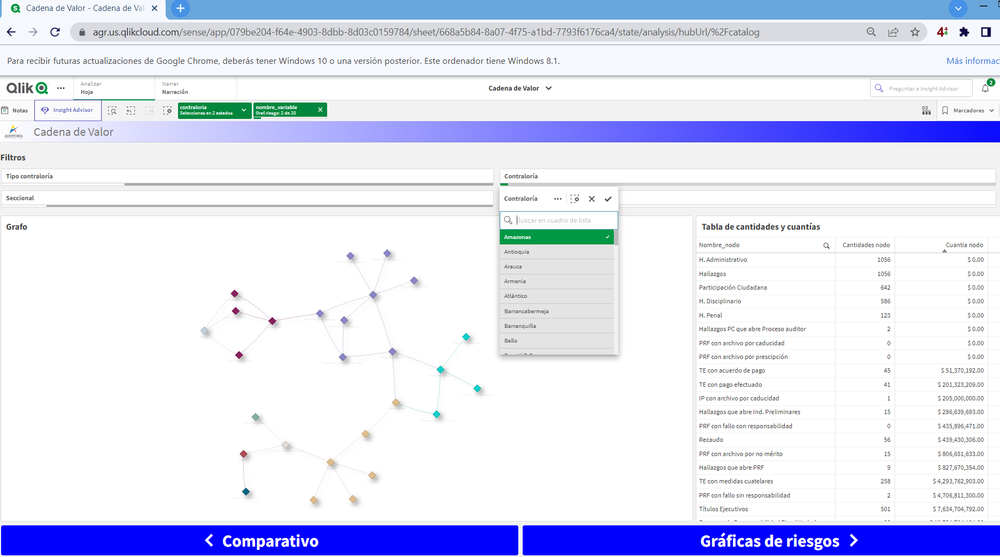 Cadena de Valor - Cadena de Val
agr.us.qlikcloud.com/sense/app/079be204-f64e-4903-8dbb-8d03c0159784/sheet/668a5b84-8a07-4f75-a1bd-7793f6176ca4/state/analysis/hubUrl/%2Fcatalog
Para recibir futuras actualizaciones de Google Chrome, deberás tener Windows 10 o una versión posterior. Este ordenador tiene Windows 8.1.
Más informac
Qlik
Analizar
Hoja
Narrar
Narración
Cadena de Valor
Preguntar a Insight Advisor
2
Notas
Insight Advisor
contraloria
Selecciones en 2 estados
nombre_variable
Graf.riesgo: 2 de 20
Marcadores
AUDITORÍA
Cadena de Valor
Filtros
Tipo contraloría
Contraloría
Seccional
Contraloría
Buscar en cuadro de lista
Amazonas
Antioquia
Arauca
Armenia
Atlántico
Barrancabermeja
Barranquilla
Bello
Grafo
Tabla de cantidades y cuantías
Nombre_nodo Cantidades nodo Cuantia nodo
H. Administrativo 1056 $ 0.00
Hallazgos 1056 $ 0.00
Participación Ciudadana 642 $ 0.00
H. Disciplinario 586 $ 0.00
H. Penal 123 $ 0.00
Hallazgos PC que abre Proceso auditor 2 $ 0.00
PRF con archivo por caducidad 0 $ 0.00
PRF con archivo por prescipción 0 $ 0.00
TE con acuerdo de pago 45 $ 51,370,192.00
TE con pago efectuado 41 $ 201,323,209.00
IP con archivo por caducidad 1 $ 205,000,000.00
Hallazgos que abre Ind. Preliminares 15 $ 286,639,693.00
PRF con fallo con responsabilidad 0 $ 435,896,471.00
Recaudo 56 $ 439,430,306.00
PRF con archivo por no mérito 15 $ 806,651,633.00
Hallazgos que abre PRF 9 $ 827,670,354.00
TE con medidas cuatelares 258 $ 4,293,762,903.00
PRF con fallo sin responsabilidad 2 $ 4,706,811,300.00
Títulos Ejecutivos 501 $ 7,634,704,792.00
Comparativo
Gráficas de riesgos